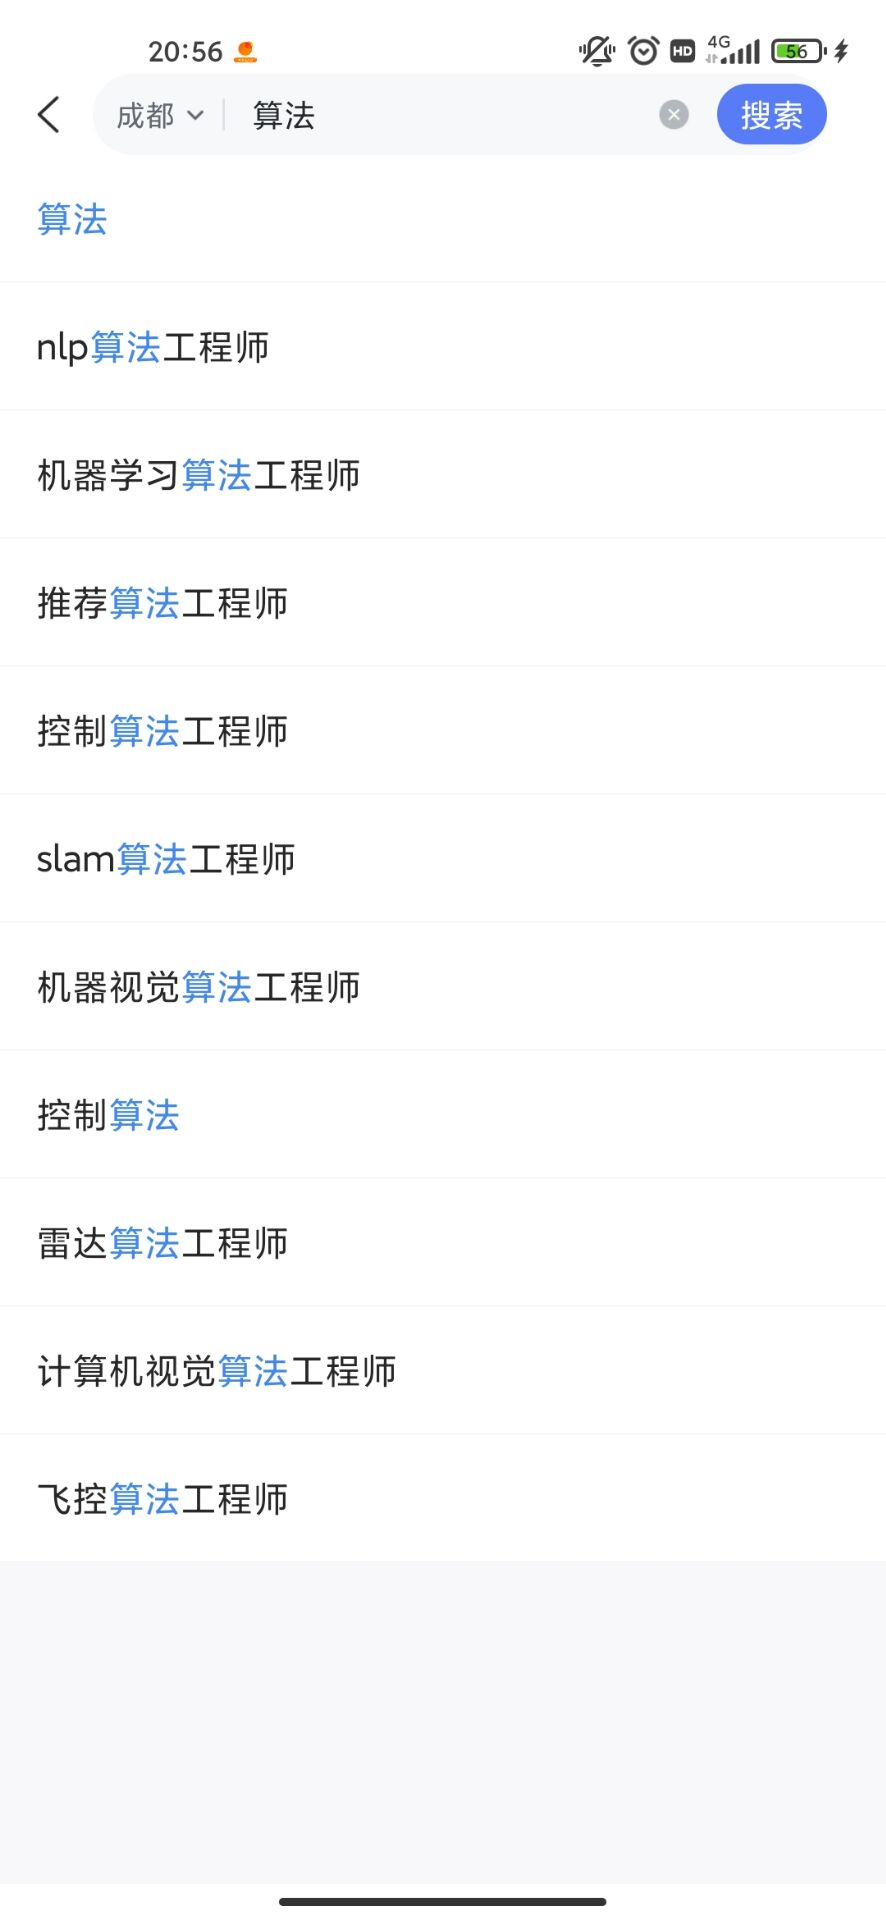 20:56
HD 4G 56
成都 算法 搜索
算法
nlp算法工程师
机器学习算法工程师
推荐算法工程师
控制算法工程师
slam算法工程师
机器视觉算法工程师
控制算法
雷达算法工程师
计算机视觉算法工程师
飞控算法工程师